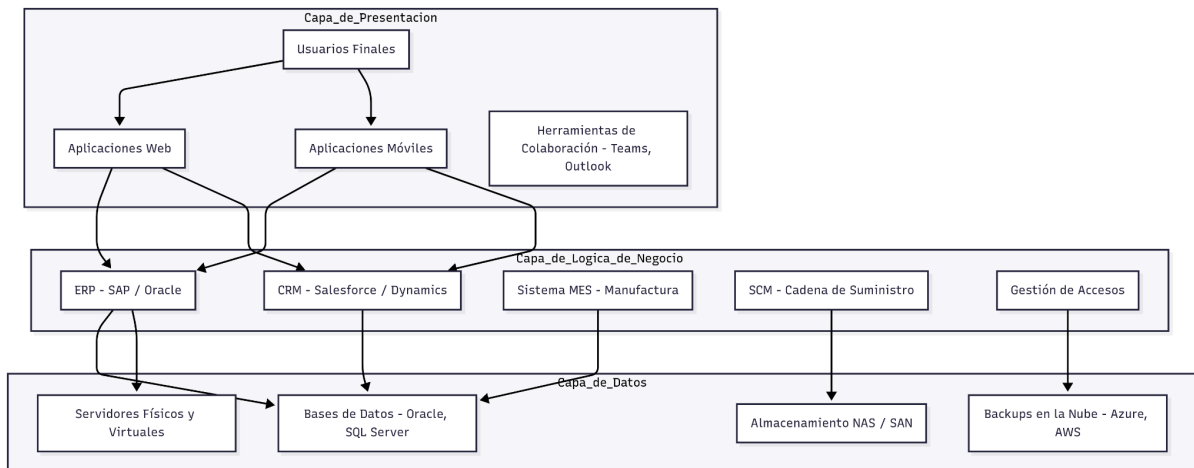 Capa_de_Presentacion
Usuarios Finales
Aplicaciones Web
Aplicaciones Móviles
Herramientas de
Colaboración - Teams,
Outlook
Capa_de_Logica_de_Negocio
ERP - SAP / Oracle
CRM - Salesforce / Dynamics
Sistema MES - Manufactura
SCM - Cadena de Suministro
Gestión de Accesos
Capa_de_Datos
Servidores Físicos y
Virtuales
Bases de Datos - Oracle,
SQL Server
Almacenamiento NAS / SAN
Backups en la Nube - Azure,
AWS